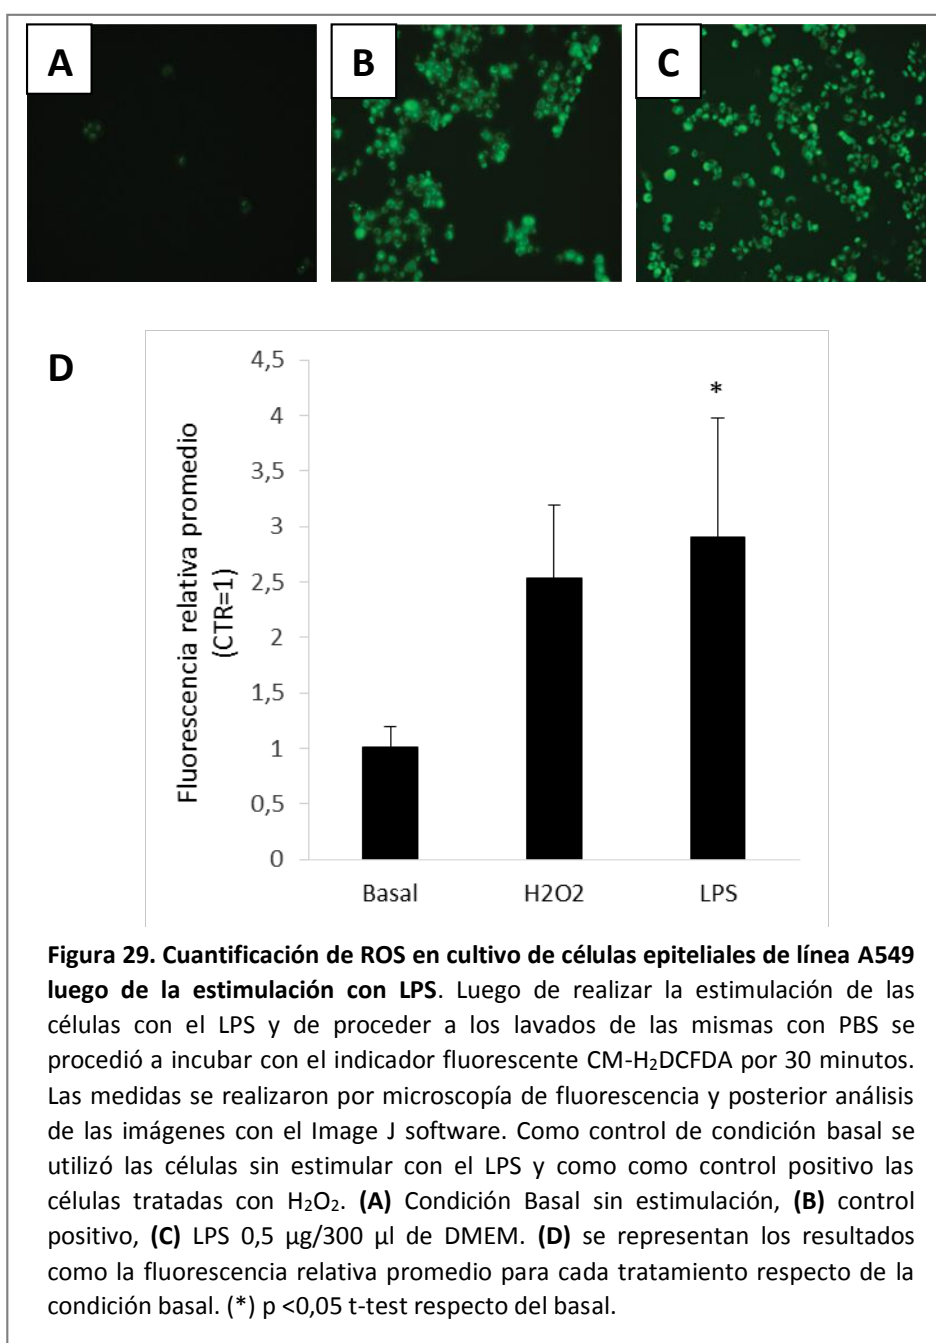 A
B
C
D
Fluorescencia relativa promedio
(CTR=1)
4,5
4
3,5
3
2,5
2
1,5
1
0,5
0
*
Basal
H2O2
LPS
Figura 29. Cuantificación de ROS en cultivo de células epiteliales de línea A549
luego de la estimulación con LPS. Luego de realizar la estimulación de las
células con el LPS y de proceder a los lavados de las mismas con PBS se
procedió a incubar con el indicador fluorescente CM-H₂DCFDA por 30 minutos.
Las medidas se realizaron por microscopía de fluorescencia y posterior análisis
de las imágenes con el Image J software. Como control de condición basal se
utilizó las células sin estimular con el LPS y como como control positivo las
células tratadas con H₂O₂. (A) Condición Basal sin estimulación, (B) control
positivo, (C) LPS 0,5 µg/300 µl de DMEM. (D) se representan los resultados
como la fluorescencia relativa promedio para cada tratamiento respecto de la
condición basal. (*) p <0,05 t-test respecto del basal.